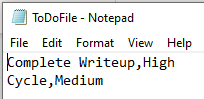 ToDoFile - Notepad
File Edit Format View Help
Complete Writeup,High
Cycle,Medium